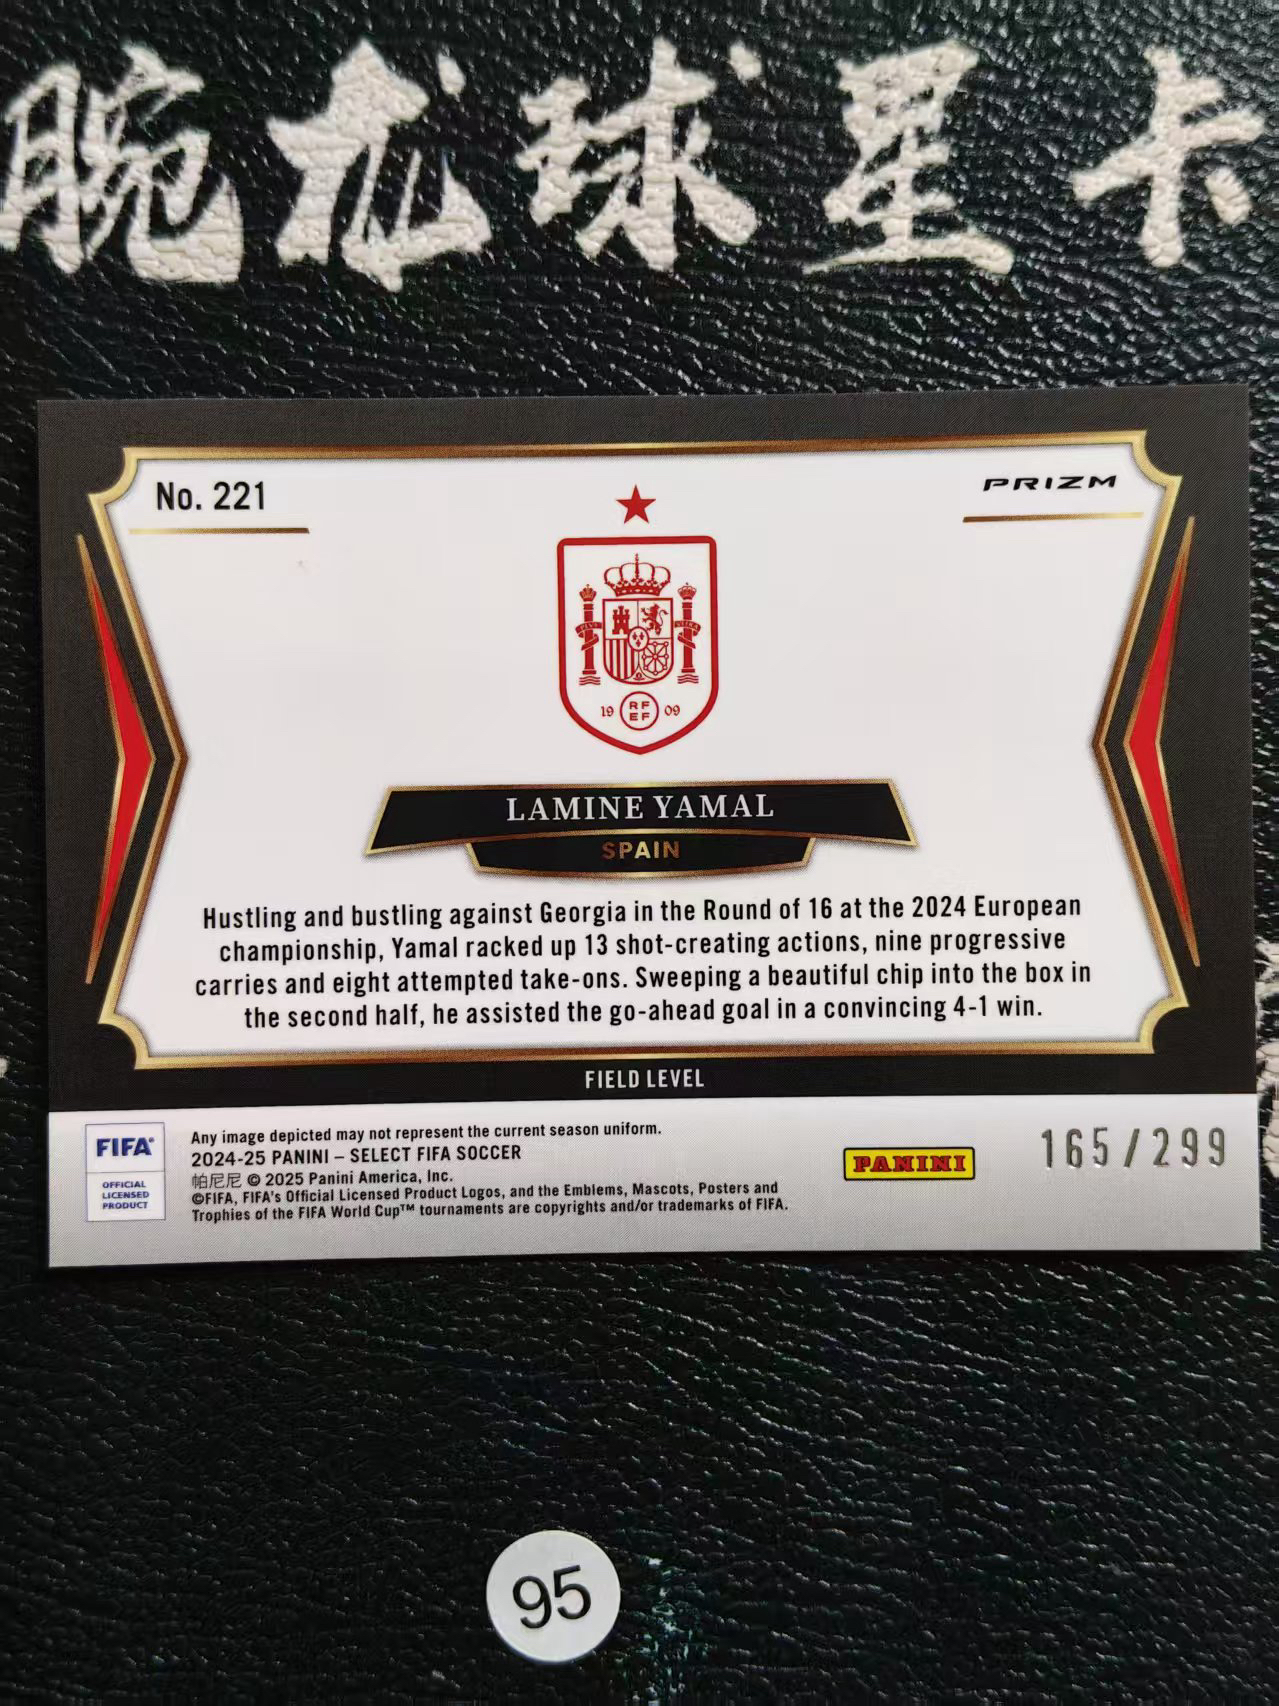 腕龙球星卡
No. 221
PRIZM
PLVS VLTRA
19 RF EF 09
LAMINE YAMAL
SPAIN
Hustling and bustling against Georgia in the Round of 16 at the 2024 European
championship, Yamal racked up 13 shot-creating actions, nine progressive
carries and eight attempted take-ons. Sweeping a beautiful chip into the box in
the second half, he assisted the go-ahead goal in a convincing 4-1 win.
FIELD LEVEL
FIFA®
OFFICIAL
LICENSED
PRODUCT
Any image depicted may not represent the current season uniform.
2024-25 PANINI – SELECT FIFA SOCCER
帕尼尼 © 2025 Panini America, Inc.
©FIFA, FIFA's Official Licensed Product Logos, and the Emblems, Mascots, Posters and
Trophies of the FIFA World Cup™ tournaments are copyrights and/or trademarks of FIFA.
PANINI
165/299
95